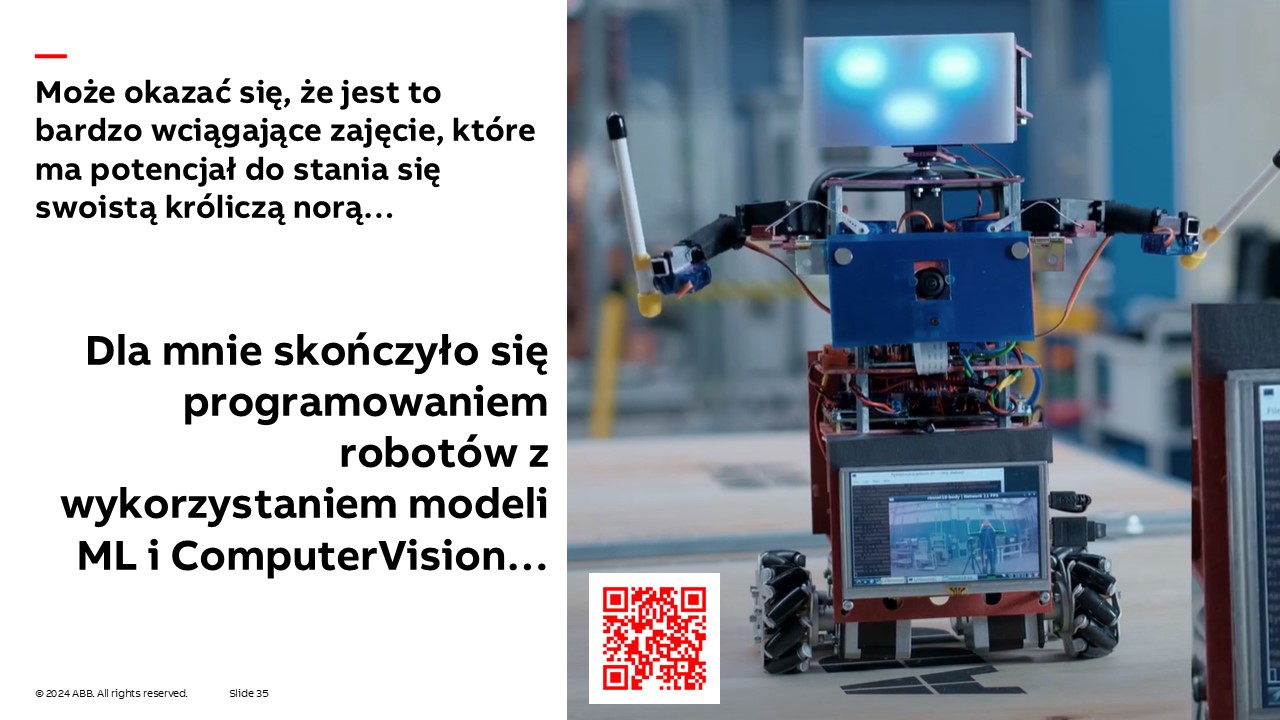 Może okazać się, że jest to
bardzo wciągające zajęcie, które
ma potencjał do stania się
swoistą króliczą norą...
Dla mnie skończyło się
programowaniem
robotów z
wykorzystaniem modeli
ML i ComputerVision...
© 2024 ABB. All rights reserved.
Slide 35